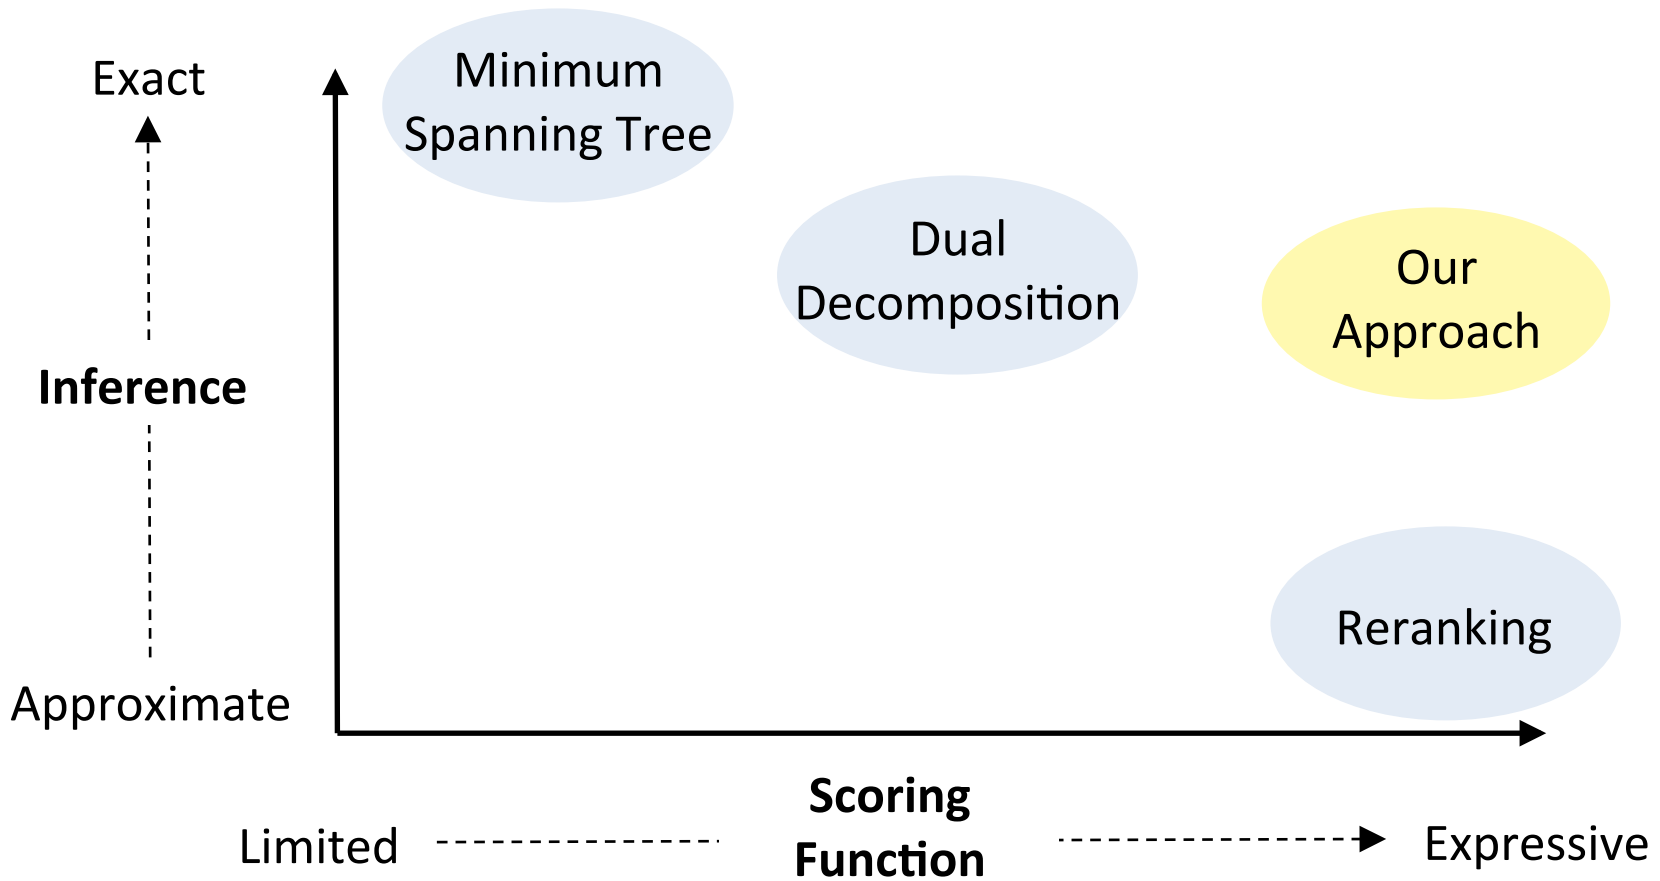 Exact
Minimum
Spanning Tree
Dual
Decomposition
Our
Approach
Inference
Reranking
Approximate
Scoring
Function
Limited
Expressive